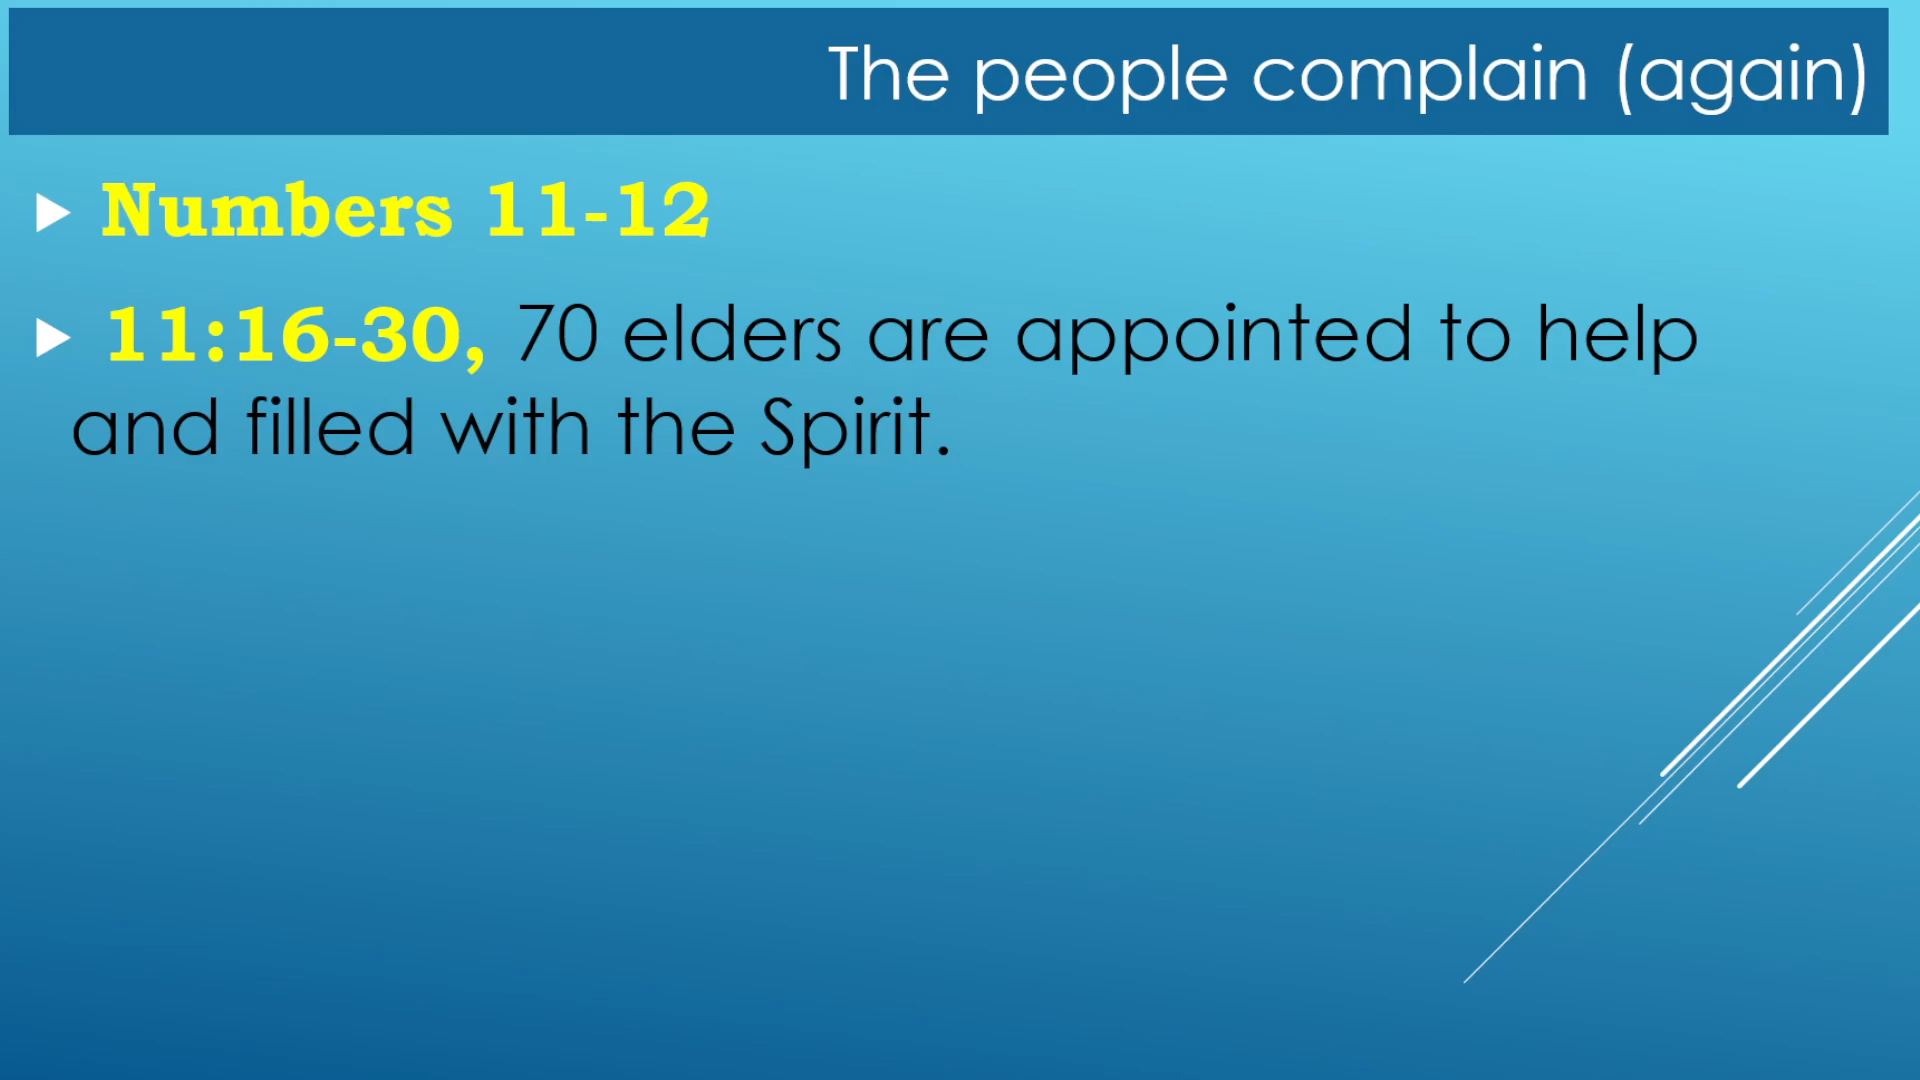 The people complain (again)
Numbers 11-12
11:16-30, 70 elders are appointed to help
and filled with the Spirit.